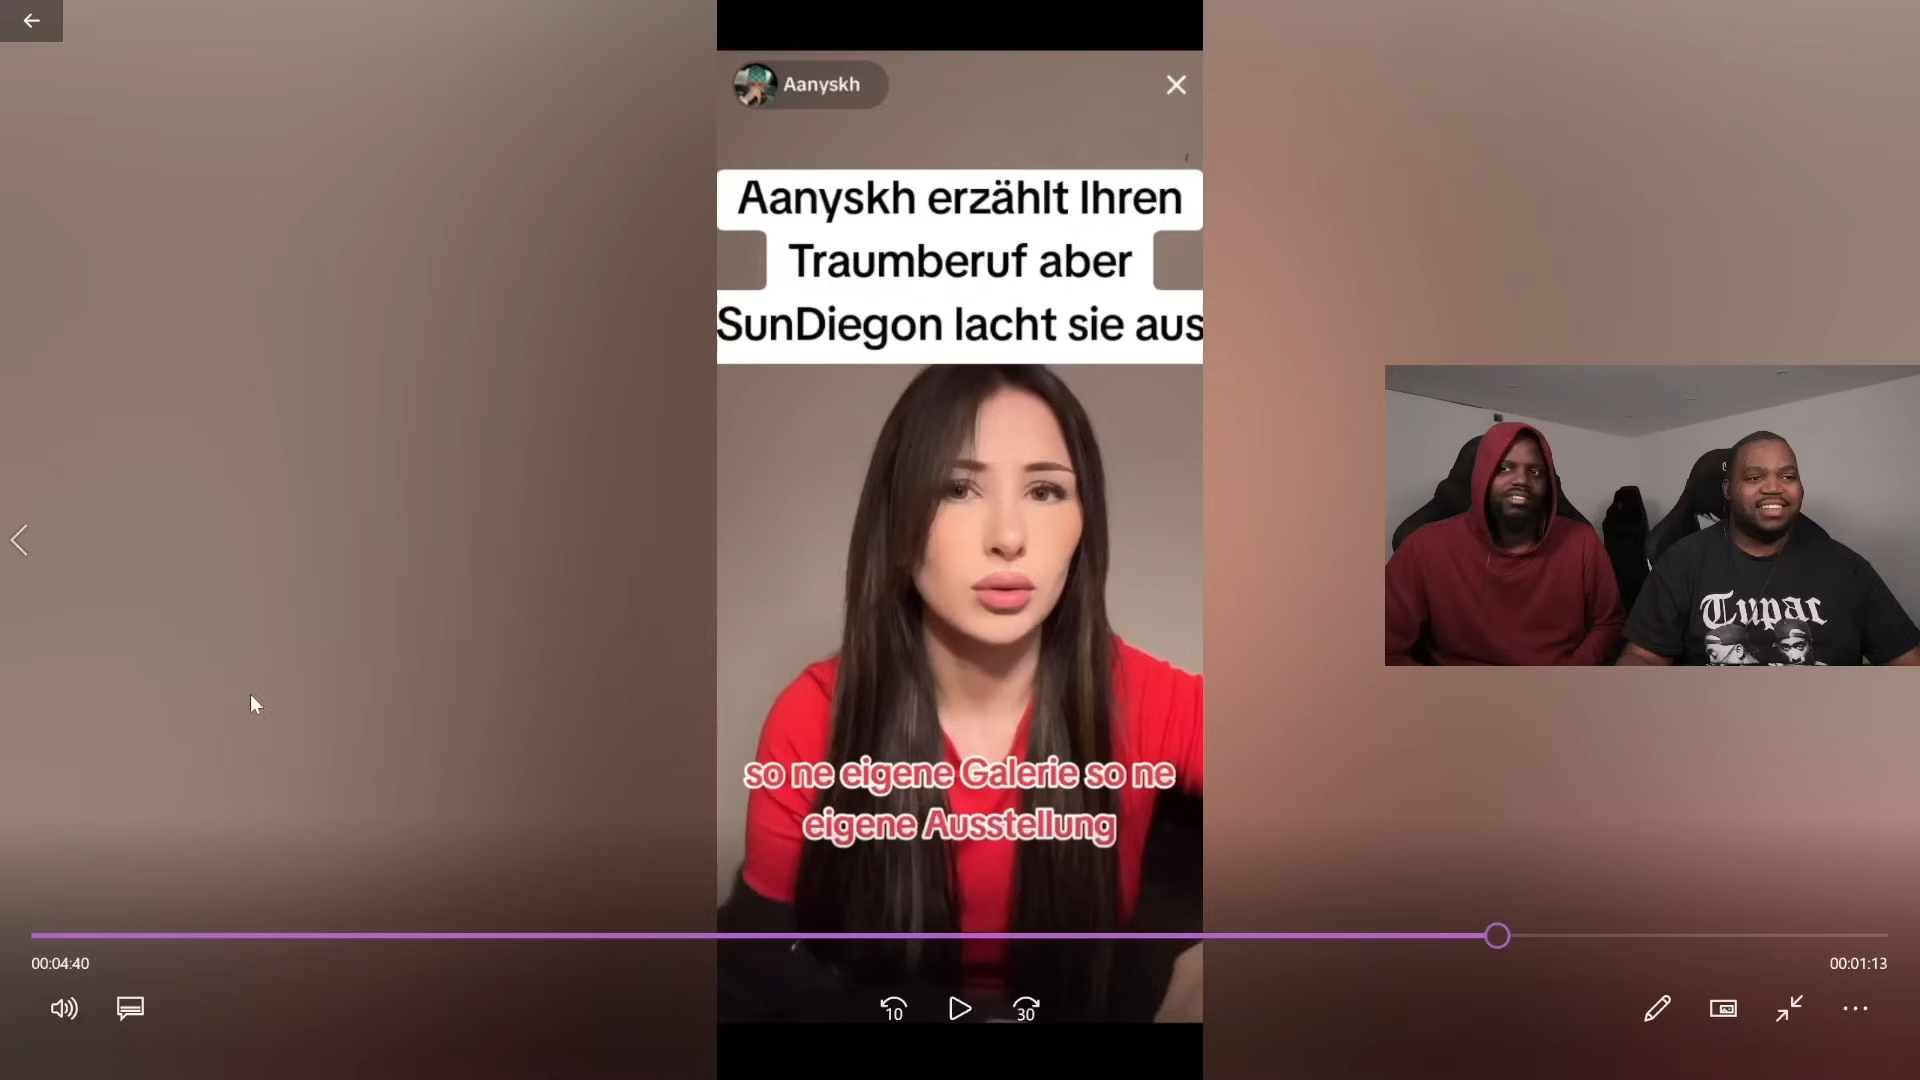 Aanyskh
Aanyskh erzählt Ihren
Traumberuf aber
SunDiegon lacht sie aus
Tupac
so ne eigene Galerie so ne
eigene Ausstellung
00:04:40
00:01:13
10
30